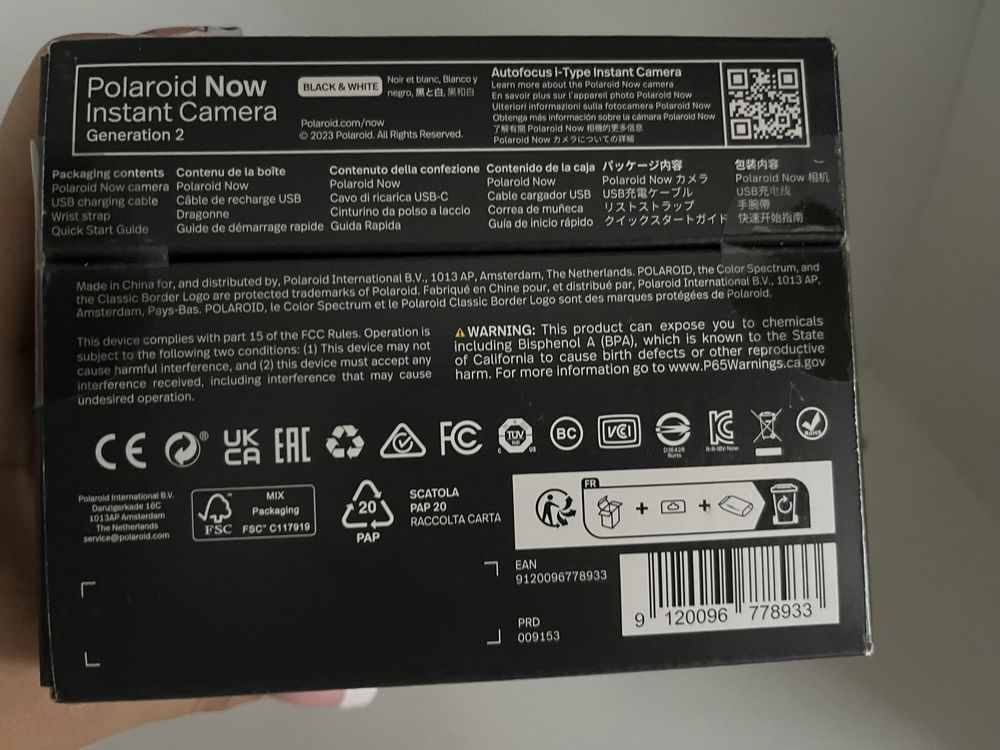 Polaroid Now
Instant Camera
Generation 2
BLACK & WHITE
Noir et blanc, Blanco y
negro, 黒と白, 黑和白
Polaroid.com/now
© 2023 Polaroid. All Rights Reserved.
Autofocus i-Type Instant Camera
Learn more about the Polaroid Now camera
En savoir plus sur l'appareil photo Polaroid Now
Ulteriori informazioni sulla fotocamera Polaroid Now
Obtenga más información sobre la cámara Polaroid Now
了解有關 Polaroid Now 相機的更多信息
Polaroid Now カメラについての詳細
Packaging contents
Polaroid Now camera
USB charging cable
Wrist strap
Quick Start Guide
Contenu de la boîte
Polaroid Now
Câble de recharge USB
Dragonne
Guide de démarrage rapide
Contenuto della confezione
Polaroid Now
Cavo di ricarica USB-C
Cinturino da polso a laccio
Guida Rapida
Contenido de la caja
Polaroid Now
Cable cargador USB
Correa de muñeca
Guía de inicio rápido
パッケージ内容
Polaroid Now カメラ
USB充電ケーブル
リストストラップ
クイックスタートガイド
包装内容
Polaroid Now 相机
USB充电线
手腕带
快速开始指南
Made in China for, and distributed by, Polaroid International B.V., 1013 AP, Amsterdam, The Netherlands. POLAROID, the Color Spectrum, and
the Classic Border Logo are protected trademarks of Polaroid. Fabriqué en Chine pour, et distribué par, Polaroid International B.V., 1013 AP,
Amsterdam, Pays-Bas. POLAROID, le Color Spectrum et le Polaroid Classic Border Logo sont des marques protégées de Polaroid.
This device complies with part 15 of the FCC Rules. Operation is
subject to the following two conditions: (1) This device may not
cause harmful interference, and (2) this device must accept any
interference received, including interference that may cause
undesired operation.
⚠WARNING: This product can expose you to chemicals
including Bisphenol A (BPA), which is known to the State
of California to cause birth defects or other reproductive
harm. For more information go to www.P65Warnings.ca.gov
CE
®
UK
CA
EAC
FC
TÜV
SÜD
C US
BC
VCI
D3E428
RoHS
KC
R-R-IBV-Now
RoHS
Polaroid International B.V.
Danzigerkade 16C
1013AP Amsterdam
The Netherlands
service@polaroid.com
FSC
MIX
Packaging
FSC™ C117919
20
PAP
SCATOLA
PAP 20
RACCOLTA CARTA
FR
+ +
EAN
9120096778933
PRD
009153
9 120096 778933